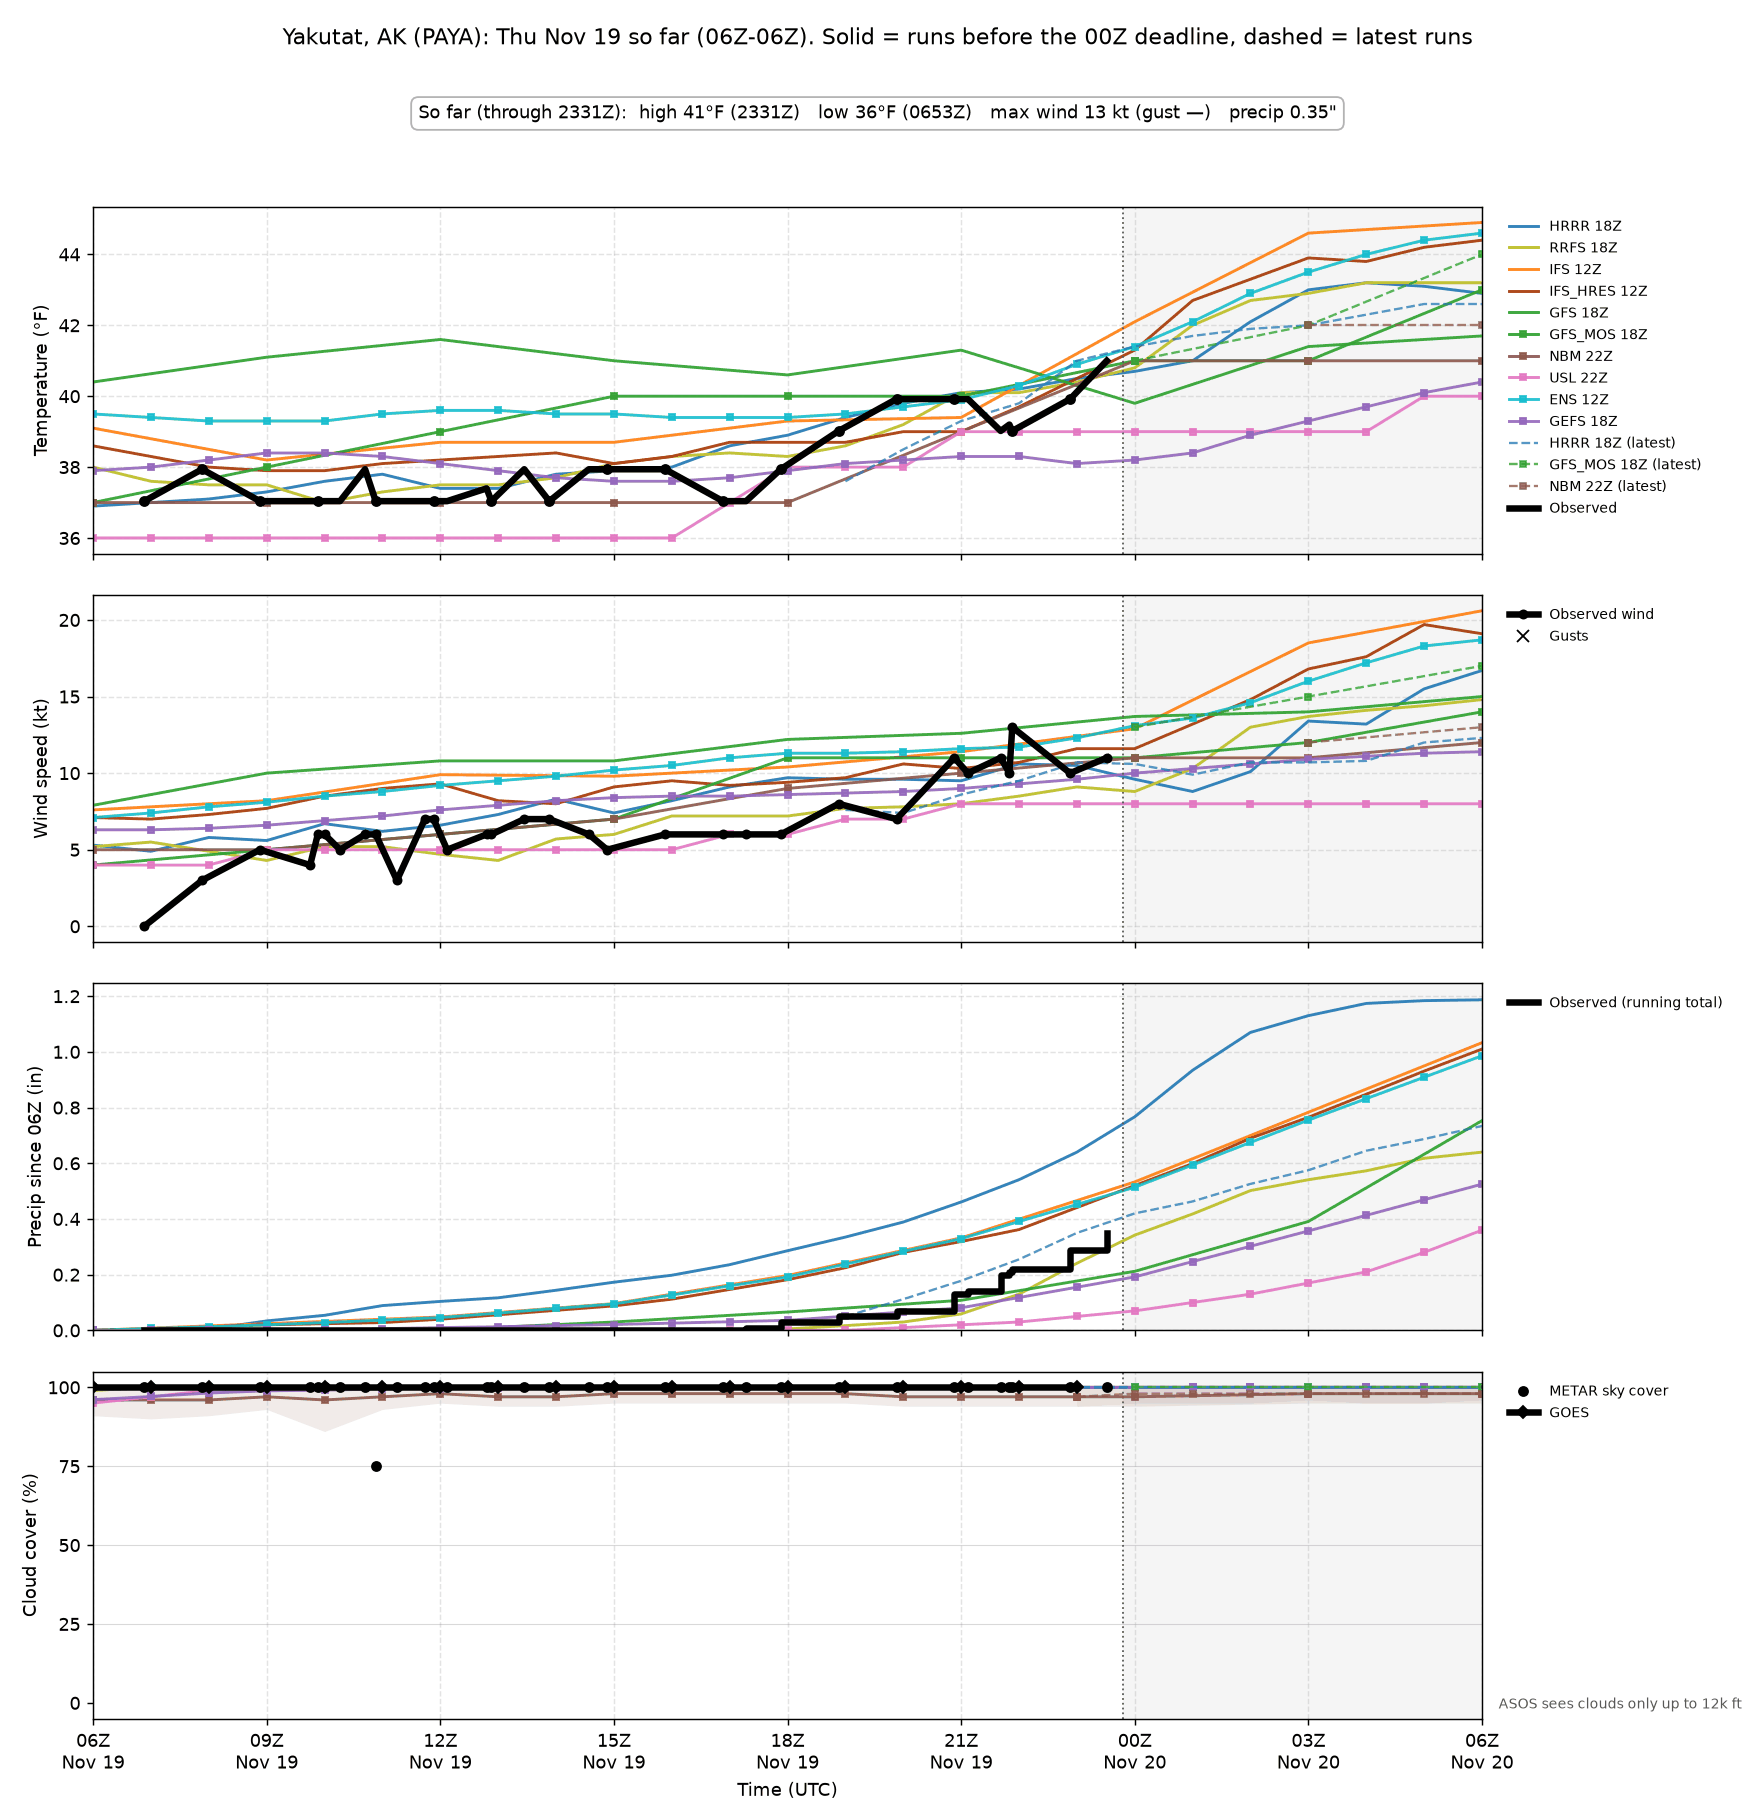 Yakutat, AK (PAYA): Thu Nov 19 so far (06Z-06Z). Solid = runs before the 00Z deadline, dashed = latest runs
So far (through 2331Z):  high 41°F (2331Z)   low 36°F (0653Z)   max wind 13 kt (gust —)   precip 0.35"
Temperature (°F)
44
42
40
38
36
HRRR 18Z
RRFS 18Z
IFS 12Z
IFS_HRES 12Z
GFS 18Z
GFS_MOS 18Z
NBM 22Z
USL 22Z
ENS 12Z
GEFS 18Z
HRRR 18Z (latest)
GFS_MOS 18Z (latest)
NBM 22Z (latest)
Observed
Wind speed (kt)
20
15
10
5
0
Observed wind
Gusts
Precip since 06Z (in)
1.2
1.0
0.8
0.6
0.4
0.2
0.0
Observed (running total)
Cloud cover (%)
100
75
50
25
0
METAR sky cover
GOES
ASOS sees clouds only up to 12k ft
06Z 09Z 12Z 15Z 18Z 21Z 00Z 03Z 06Z
Nov 19 Nov 19 Nov 19 Nov 19 Nov 19 Nov 19 Nov 20 Nov 20 Nov 20
Time (UTC)